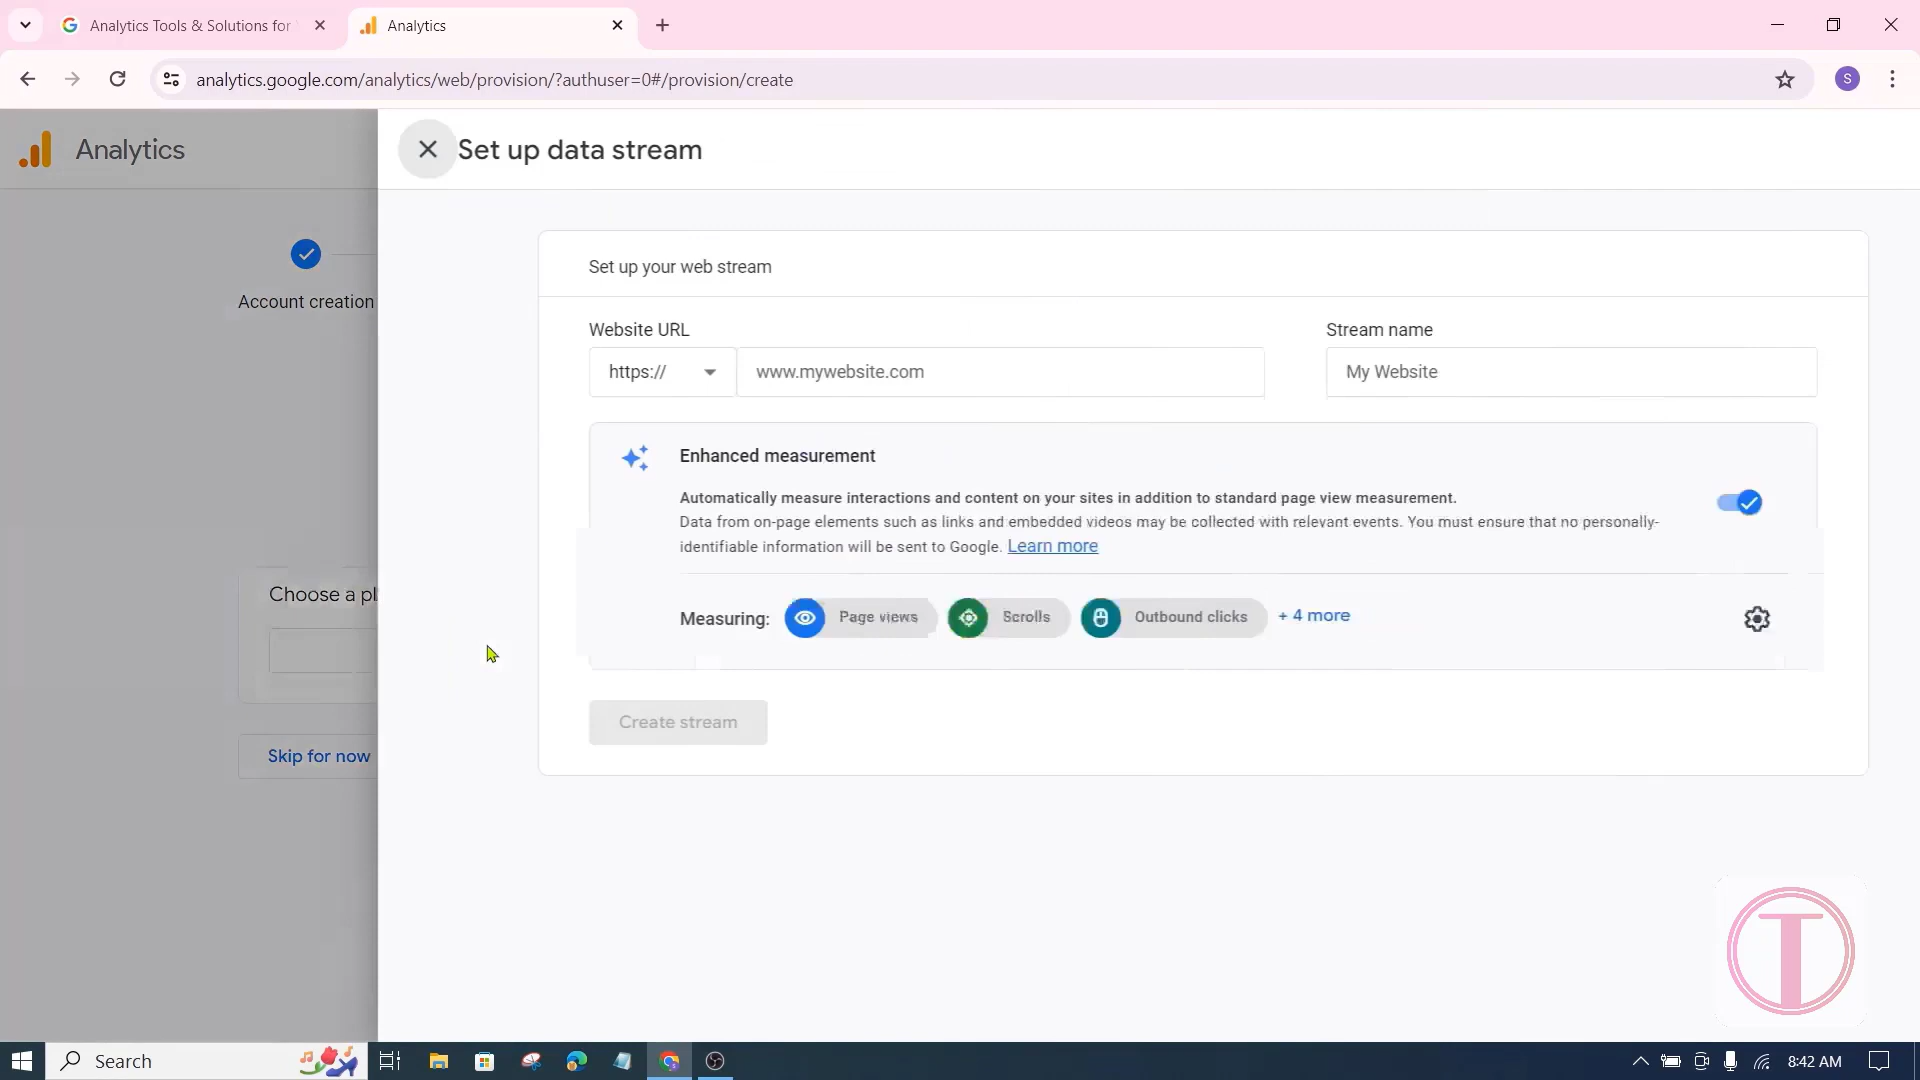 Analytics Tools & Solutions for
Analytics
analytics.google.com/analytics/web/provision/?authuser=0#/provision/create
S
Analytics
Set up data stream
Account creation
Set up your web stream
Website URL
Stream name
https://
www.mywebsite.com
My Website
Enhanced measurement
Automatically measure interactions and content on your sites in addition to standard page view measurement.
Data from on-page elements such as links and embedded videos may be collected with relevant events. You must ensure that no personally-
identifiable information will be sent to Google. Learn more
Choose a pl
Measuring:
Page views
Scrolls
Outbound clicks
+ 4 more
Create stream
Skip for now
T
Search
8:42 AM